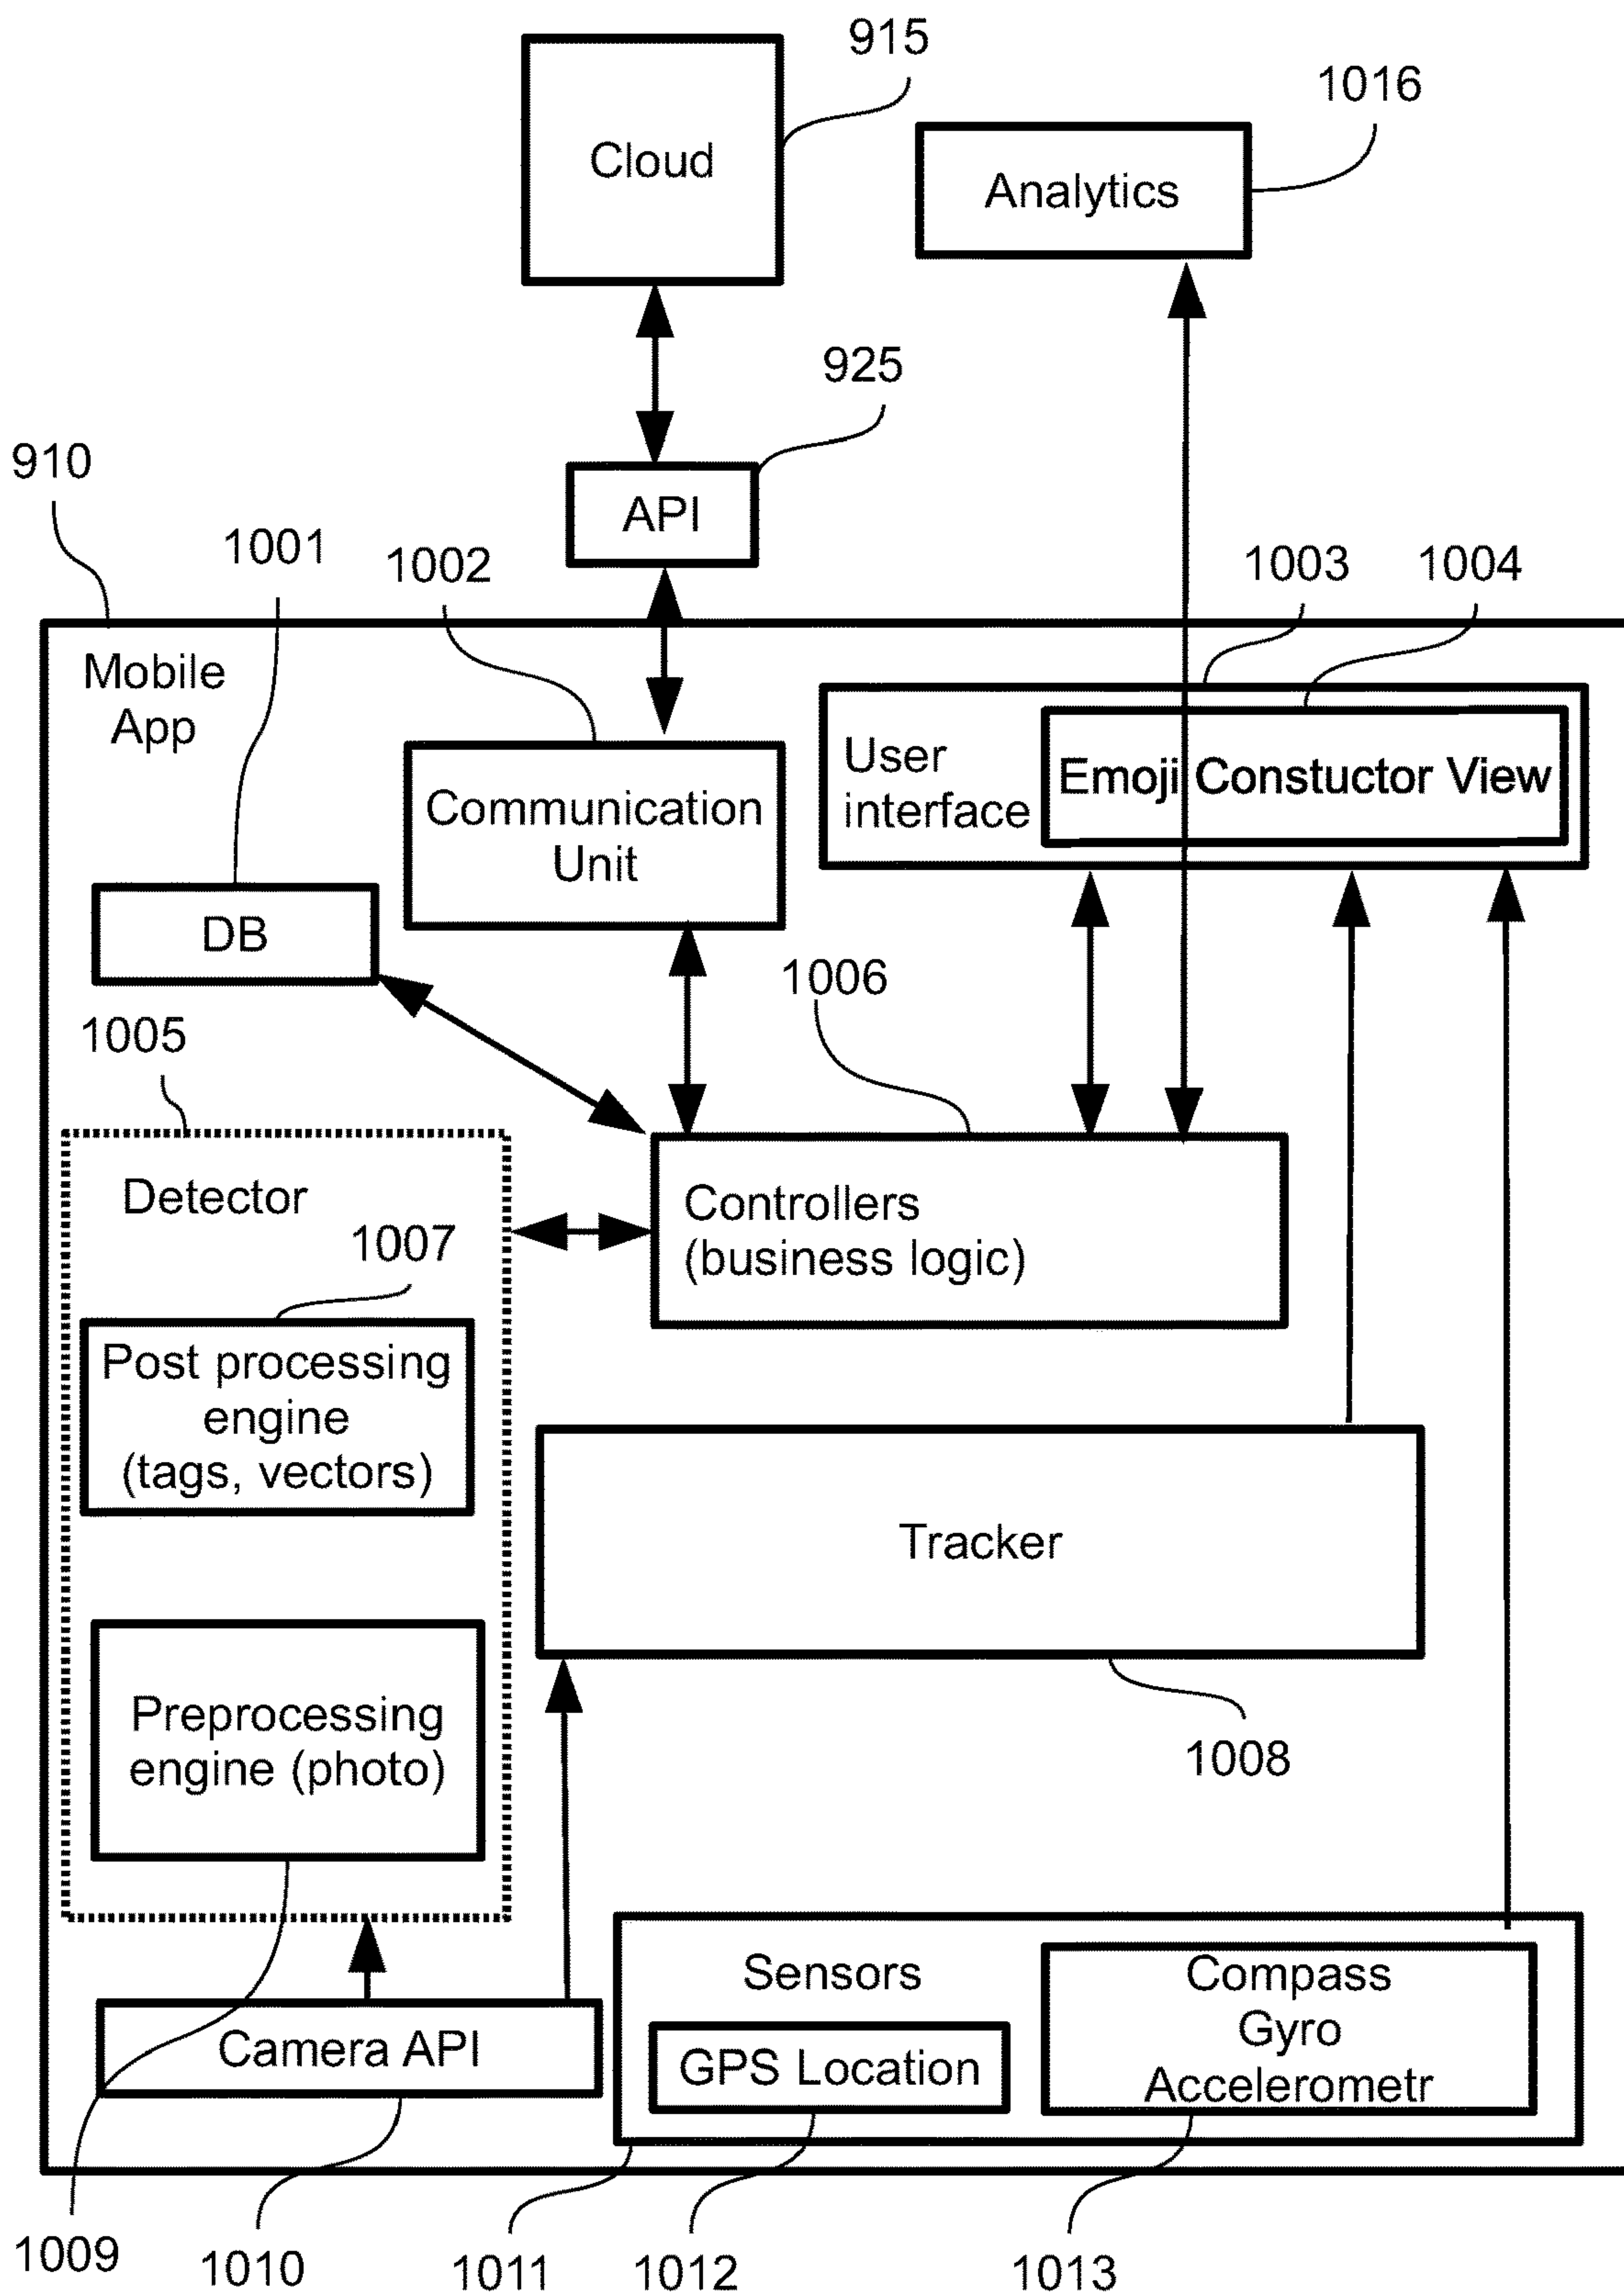 915
1016
Cloud
Analytics
925
910
API
1001
1002
1003
1004
Mobile
App
User
interface
Emoji Constuctor View
Communication
Unit
DB
1006
1005
Detector
Controllers
(business logic)
1007
Post processing
engine
(tags, vectors)
Tracker
Preprocessing
engine (photo)
1008
Sensors
Compass
Gyro
Accelerometr
Camera API
GPS Location
1009
1010
1011
1012
1013